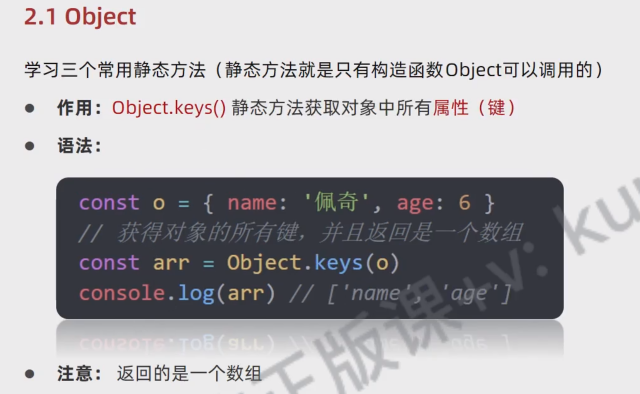 2.1 Object
学习三个常用静态方法（静态方法就是只有构造函数Object可以调用的）
作用：Object.keys() 静态方法获取对象中所有属性（键）
语法：
const o = { name: '佩奇', age: 6 }
// 获得对象的所有键，并且返回是一个数组
const arr = Object.keys(o)
console.log(arr) // ['name', 'age']
注意： 返回的是一个数组
正版课+v: ku